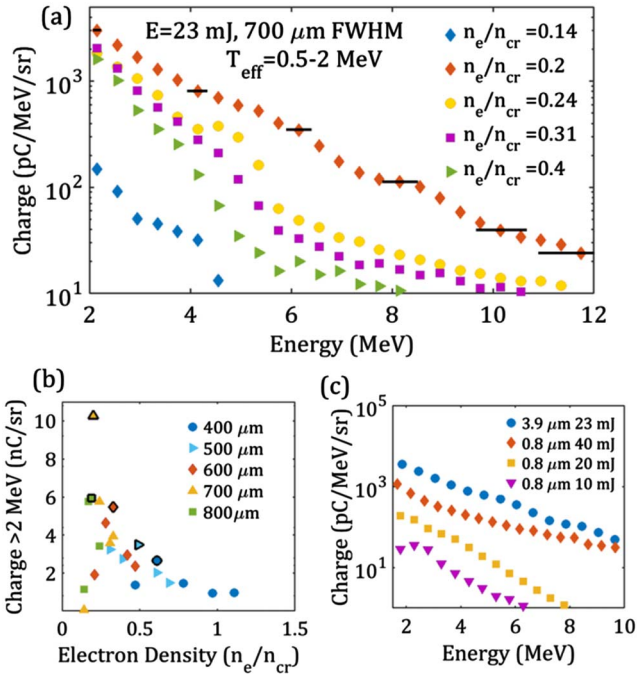 (a)
E=23 mJ, 700 μm FWHM
T_eff=0.5-2 MeV
n_e/n_cr=0.14
n_e/n_cr=0.2
n_e/n_cr=0.24
n_e/n_cr=0.31
n_e/n_cr=0.4
Charge (pC/MeV/sr)
10^3
10^2
10^1
2 4 6 8 10 12
Energy (MeV)
(b)
Charge >2 MeV (nC/sr)
10
8
6
4
2
400 μm
500 μm
600 μm
700 μm
800μm
0 0.5 1 1.5
Electron Density (n_e/n_cr)
(c)
Charge (pC/MeV/sr)
10^5
10^3
10^1
3.9 μm 23 mJ
0.8 μm 40 mJ
0.8 μm 20 mJ
0.8 μm 10 mJ
2 4 6 8 10
Energy (MeV)